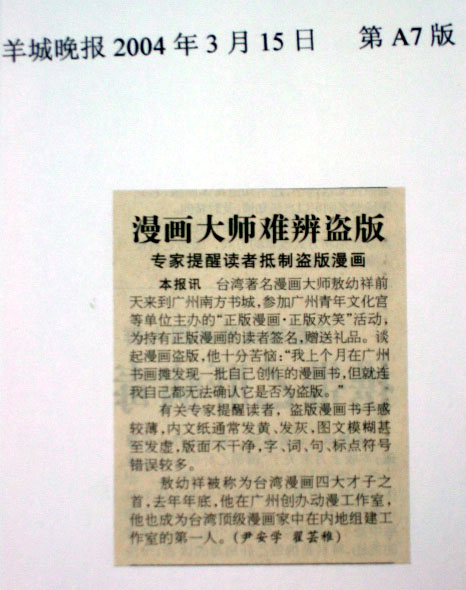 羊城晚报 2004 年 3 月 15 日 第 A7 版
漫画大师难辨盗版
专家提醒读者抵制盗版漫画
本报讯 台湾著名漫画大师敖幼祥前
天来到广州南方书城,参加广州青年文化宫
等单位主办的“正版漫画·正版欢笑”活动,
为持有正版漫画的读者签名,赠送礼品。谈
起漫画盗版,他十分苦恼:“我上个月在广州
书画摊发现一批自己创作的漫画书,但就连
我自己都无法确认它是否为盗版。”
有关专家提醒读者,盗版漫画书手感
较薄,内文纸通常发黄、发灰,图文模糊甚
至发虚,版面不干净,字、词、句、标点符号
错误较多。
敖幼祥被称为台湾漫画四大才子之
首,去年年底,他在广州创办动漫工作室,
他也成为台湾顶级漫画家中在内地组建工
作室的第一人。(尹安学 翟芸稚)